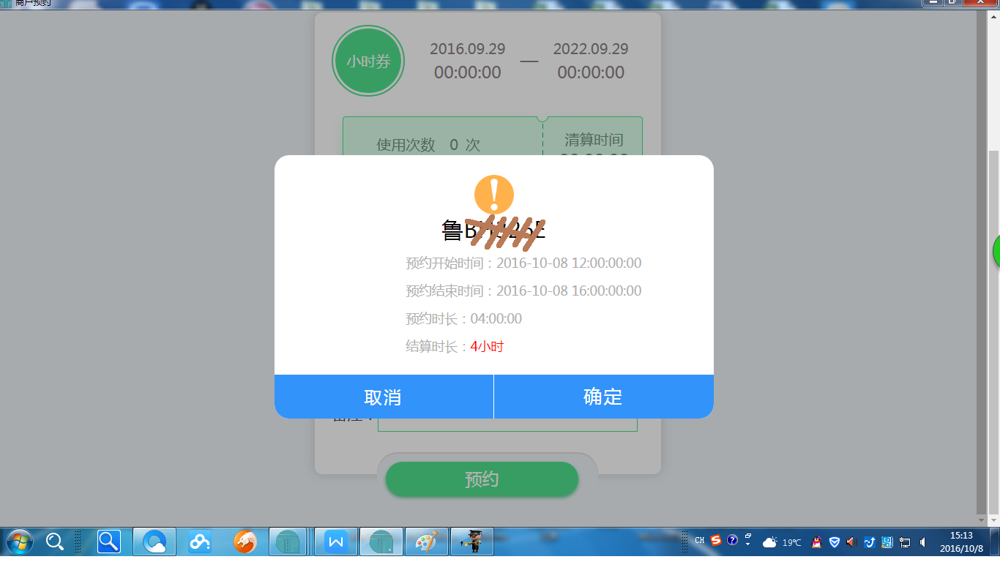 商户预约
小时券
2016.09.29 — 2022.09.29
00:00:00 00:00:00
使用次数 0 次
清算时间
鲁B
预约开始时间：2016-10-08 12:00:00:00
预约结束时间：2016-10-08 16:00:00:00
预约时长：04:00:00
结算时长：4小时
取消 确定
预约
CH
19℃
15:13
2016/10/8